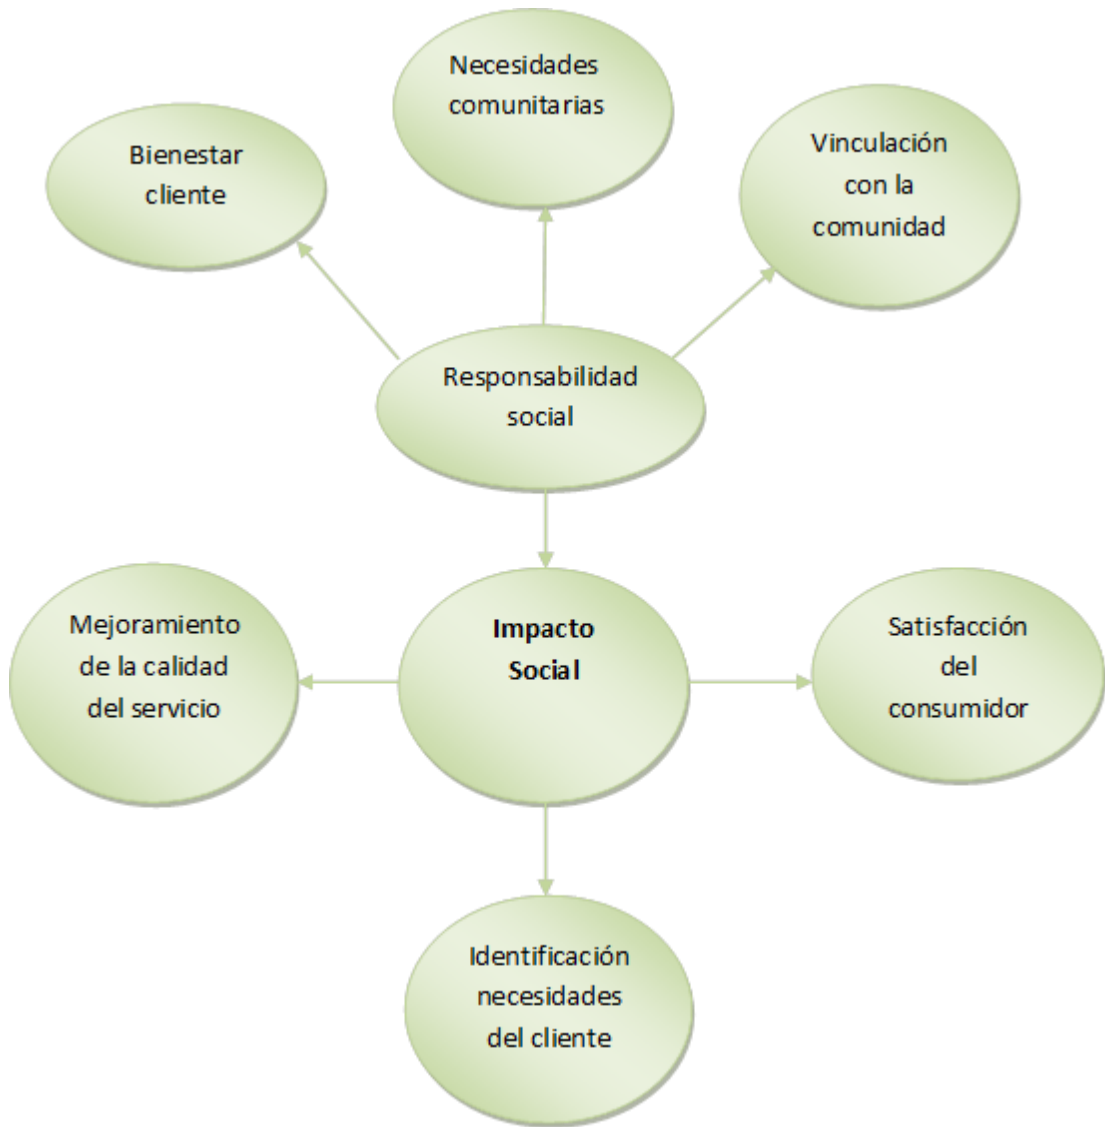 Necesidades
comunitarias
Bienestar
cliente
Vinculación
con la
comunidad
Responsabilidad
social
Mejoramiento
de la calidad
del servicio
Impacto
Social
Satisfacción
del
consumidor
Identificación
necesidades
del cliente